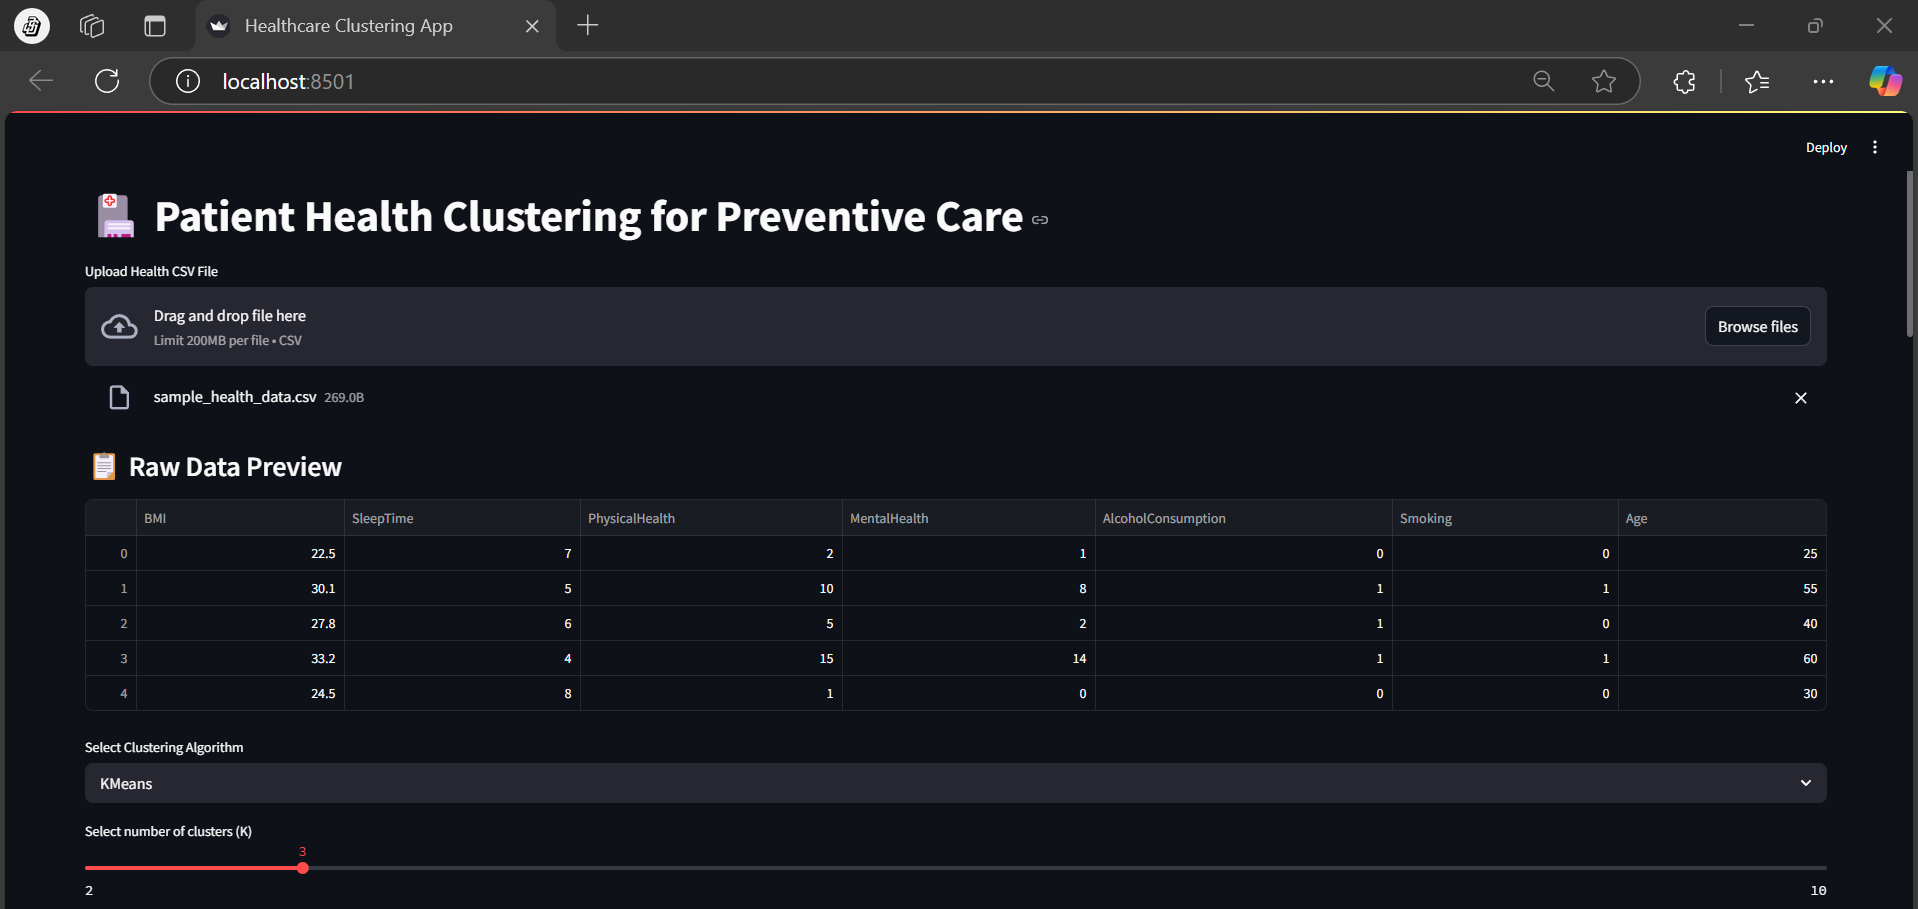 Healthcare Clustering App
localhost:8501
Deploy
Patient Health Clustering for Preventive Care
Upload Health CSV File
Drag and drop file here
Limit 200MB per file • CSV
Browse files
sample_health_data.csv 269.0B
Raw Data Preview
BMI SleepTime PhysicalHealth MentalHealth AlcoholConsumption Smoking Age
0 22.5 7 2 1 0 0 25
1 30.1 5 10 8 1 1 55
2 27.8 6 5 2 1 0 40
3 33.2 4 15 14 1 1 60
4 24.5 8 1 0 0 0 30
Select Clustering Algorithm
KMeans
Select number of clusters (K)
3
2 10